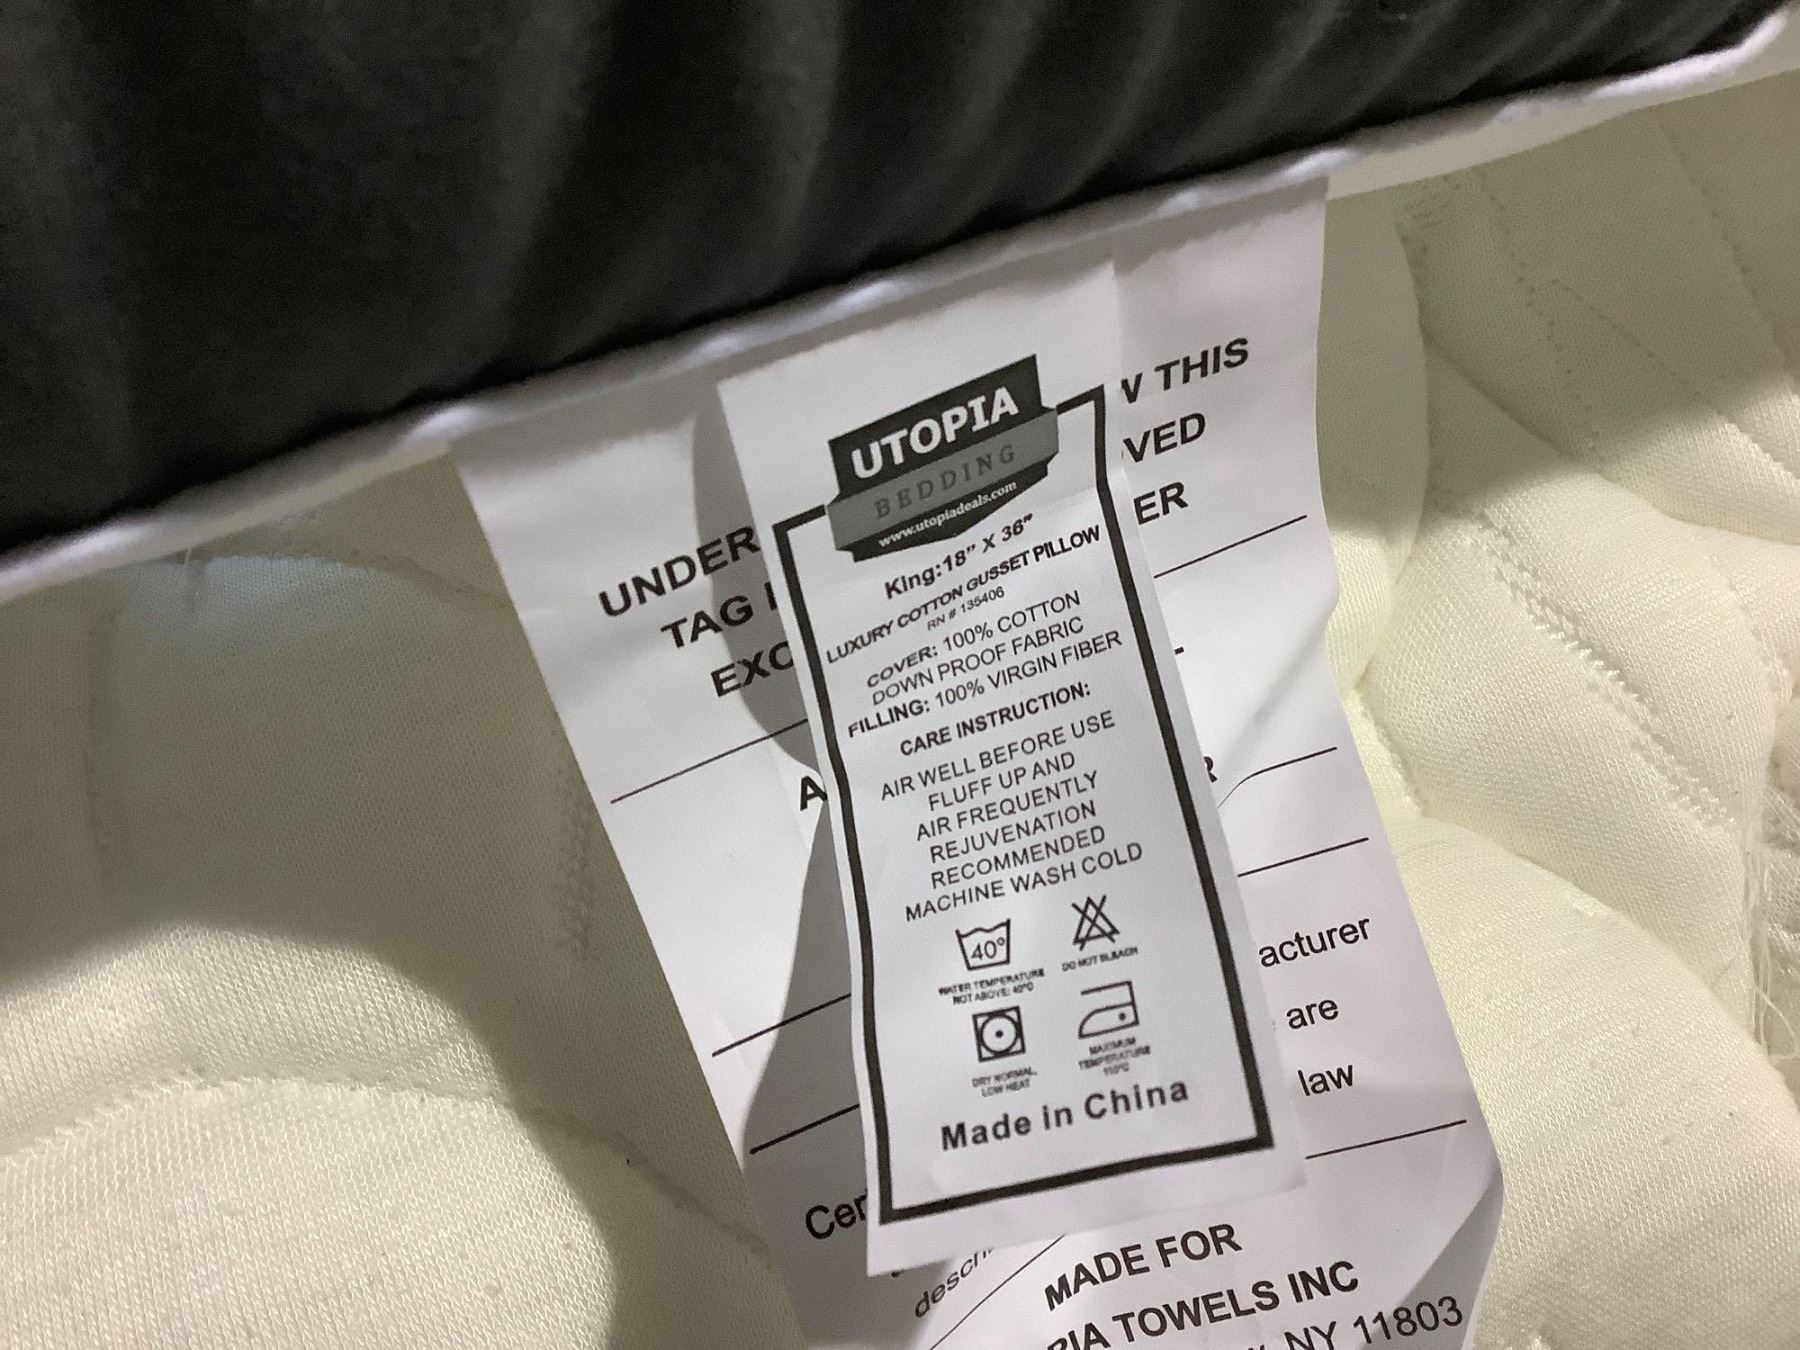 UTOPIA
BEDDING
www.utopiadeals.com
King:18" X 36"
LUXURY COTTON GUSSET PILLOW
RN # 135406
COVER: 100% COTTON
DOWN PROOF FABRIC
FILLING: 100% VIRGIN FIBER
CARE INSTRUCTION:
AIR WELL BEFORE USE
FLUFF UP AND
AIR FREQUENTLY
REJUVENATION
RECOMMENDED
MACHINE WASH COLD
40°
WATER TEMPERATURE
NOT ABOVE: 40°C
DO NOT BLEACH
DRY NORMAL,
LOW HEAT
MAXIMUM
TEMPERATURE
110°C
Made in China
UNDER
THIS
TAG
VED
EXC
ER
A
R
acturer
are
law
Cer
descri
MADE FOR
PIA TOWELS INC
NY 11803